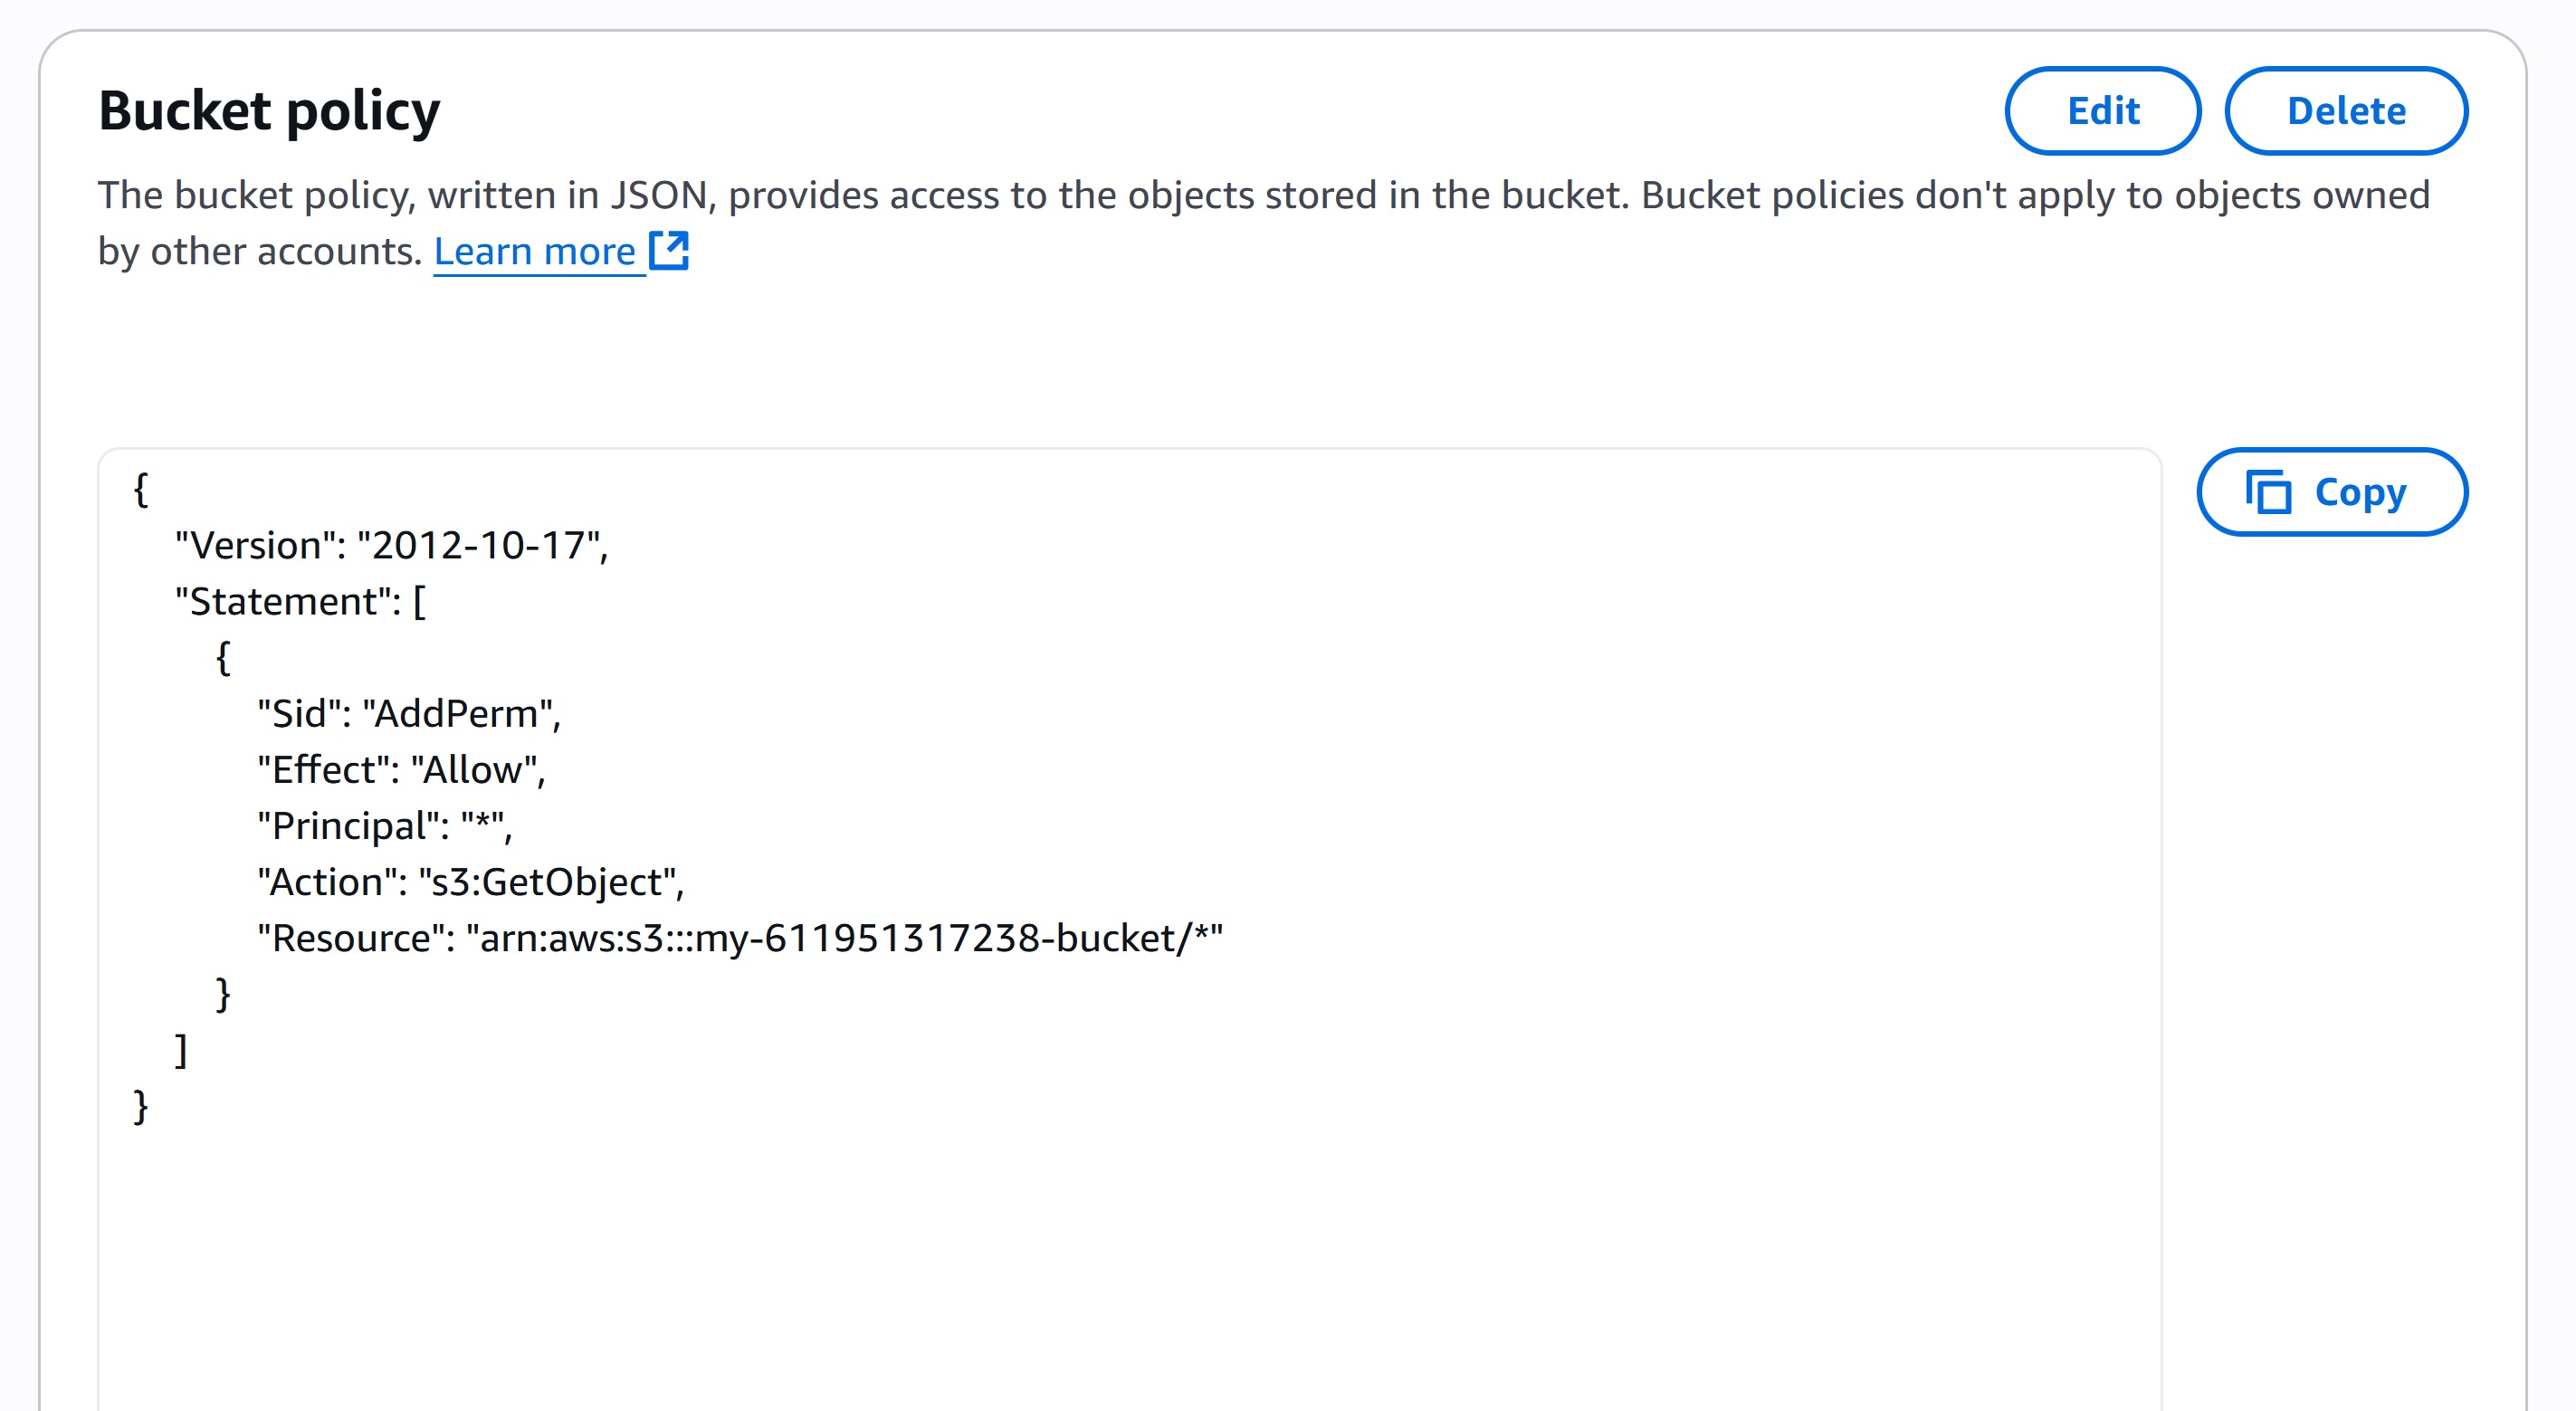 Bucket policy
Edit
Delete
The bucket policy, written in JSON, provides access to the objects stored in the bucket. Bucket policies don't apply to objects owned
by other accounts. Learn more
Copy
{
"Version": "2012-10-17",
"Statement": [
{
"Sid": "AddPerm",
"Effect": "Allow",
"Principal": "*",
"Action": "s3:GetObject",
"Resource": "arn:aws:s3:::my-611951317238-bucket/*"
}
]
}